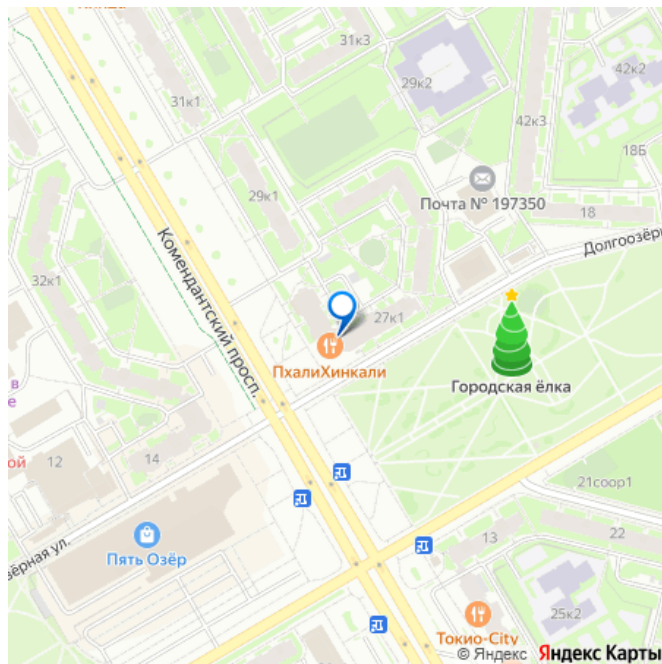 31к3
42к2
29к2
31к1
42к3
18Б
Почта № 197350
29к1
18
Долгоозёрн
Комендантский просп.
32к1
27к1
ПхалиХинкали
Городская ёлка
в
е
ой
12
14
21соор1
Пять Озёр
зёрная ул.
13
22
25к2
Токио-City
© Яндекс Яндекс Карты